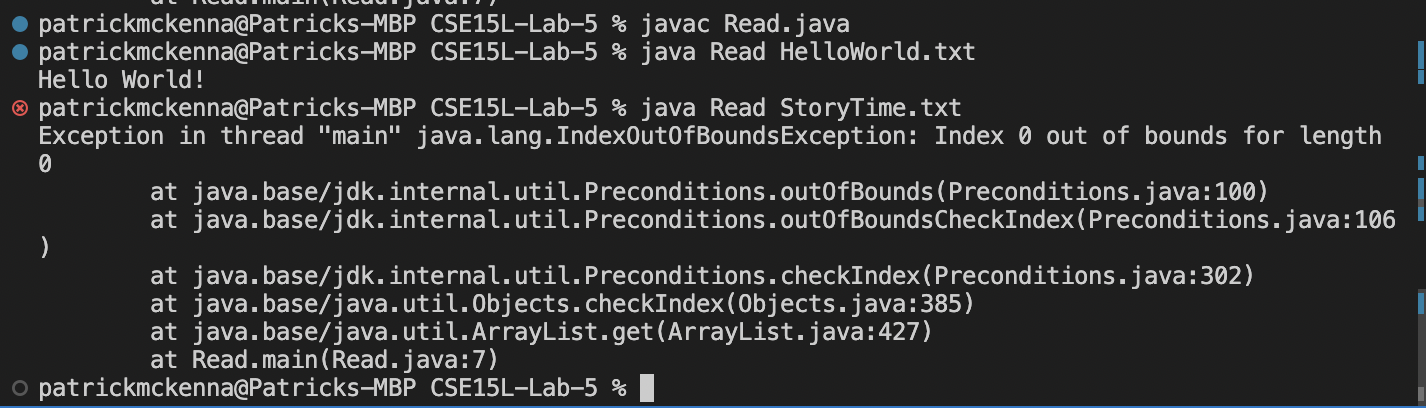 at Read.main(Read.java:7)
patrickmckenna@Patricks-MBP CSE15L-Lab-5 % javac Read.java
patrickmckenna@Patricks-MBP CSE15L-Lab-5 % java Read HelloWorld.txt
Hello World!
patrickmckenna@Patricks-MBP CSE15L-Lab-5 % java Read StoryTime.txt
Exception in thread "main" java.lang.IndexOutOfBoundsException: Index 0 out of bounds for length
0
at java.base/jdk.internal.util.Preconditions.outOfBounds(Preconditions.java:100)
at java.base/jdk.internal.util.Preconditions.outOfBoundsCheckIndex(Preconditions.java:106
)
at java.base/jdk.internal.util.Preconditions.checkIndex(Preconditions.java:302)
at java.base/java.util.Objects.checkIndex(Objects.java:385)
at java.base/java.util.ArrayList.get(ArrayList.java:427)
at Read.main(Read.java:7)
patrickmckenna@Patricks-MBP CSE15L-Lab-5 %